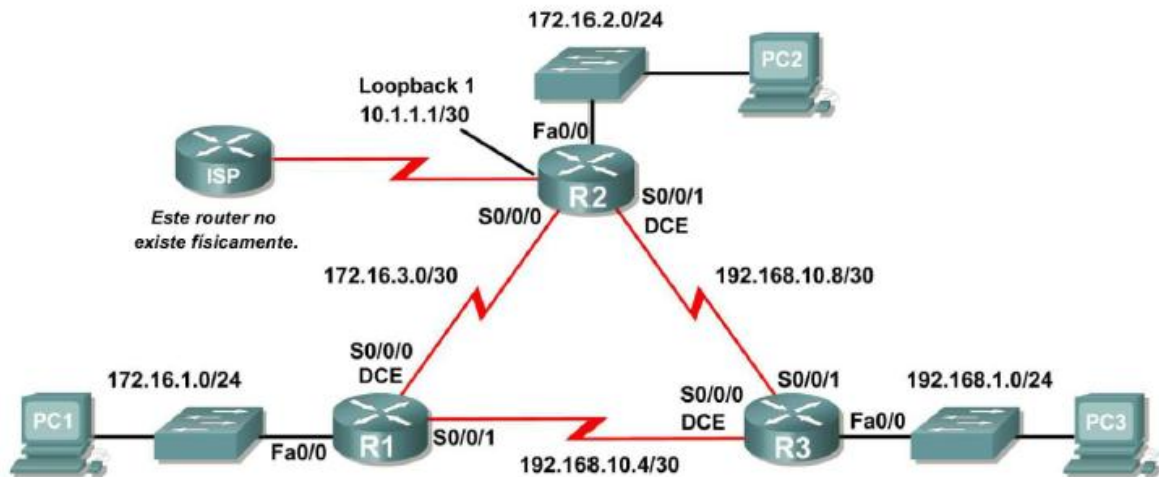 172.16.2.0/24
PC2
Loopback 1
10.1.1.1/30
Fa0/0
ISP
R2
Este router no
existe físicamente.
S0/0/0
S0/0/1
DCE
172.16.3.0/30
192.168.10.8/30
S0/0/0
DCE
172.16.1.0/24
S0/0/0
DCE
S0/0/1
192.168.1.0/24
PC1
Fa0/0
R1
S0/0/1
R3
Fa0/0
PC3
192.168.10.4/30